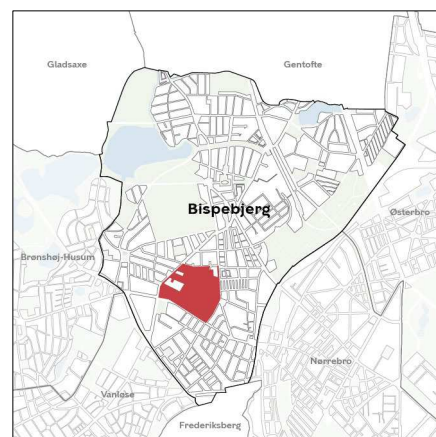 Gladsaxe
Gentofte
Bispebjerg
Østerbro
Brønshøj-Husum
Nørrebro
Vanløse
Frederiksberg